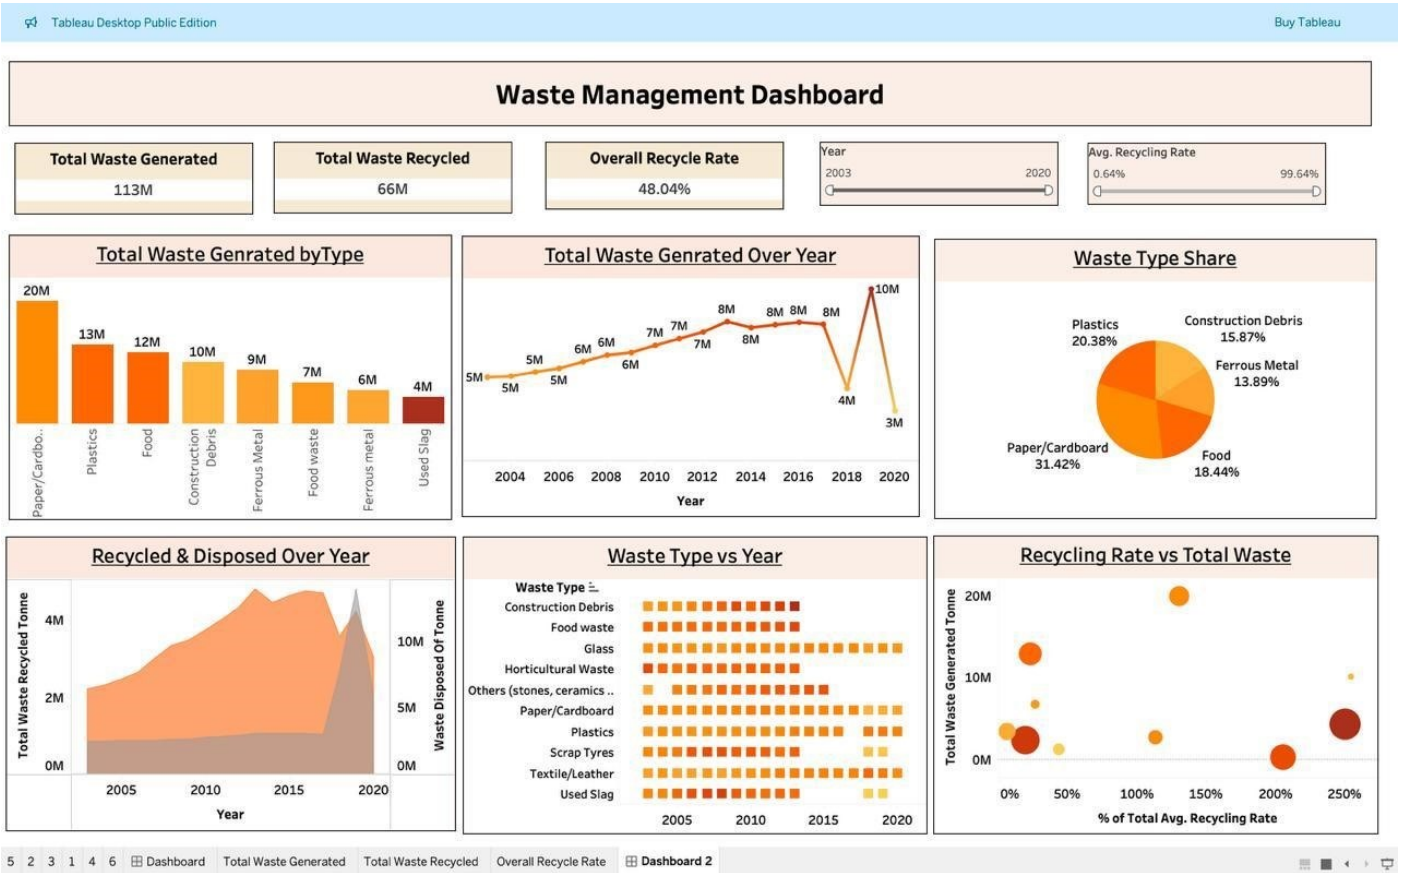 Tableau Desktop Public Edition
Buy Tableau
Waste Management Dashboard
Total Waste Generated
113M
Total Waste Recycled
66M
Overall Recycle Rate
48.04%
Year
2003 2020
Avg. Recycling Rate
0.64% 99.64%
Total Waste Genrated byType
20M
13M
12M
10M
9M
7M
6M
4M
Paper/Cardbo..
Plastics
Food
Construction
Debris
Ferrous Metal
Food waste
Ferrous metal
Used Slag
Total Waste Genrated Over Year
5M
5M
5M
5M
6M
6M
6M
7M
7M
7M
8M
8M
8M
8M
8M
4M
10M
3M
2004 2006 2008 2010 2012 2014 2016 2018 2020
Year
Waste Type Share
Plastics
20.38%
Construction Debris
15.87%
Ferrous Metal
13.89%
Paper/Cardboard
31.42%
Food
18.44%
Recycled & Disposed Over Year
Total Waste Recycled Tonne
4M
2M
0M
10M
5M
0M
Waste Disposed Of Tonne
2005 2010 2015 2020
Year
Waste Type vs Year
Waste Type
Construction Debris
Food waste
Glass
Horticultural Waste
Others (stones, ceramics ..
Paper/Cardboard
Plastics
Scrap Tyres
Textile/Leather
Used Slag
2005 2010 2015 2020
Recycling Rate vs Total Waste
Total Waste Generated Tonne
20M
10M
0M
0% 50% 100% 150% 200% 250%
% of Total Avg. Recycling Rate
5 2 3 1 4 6 Dashboard Total Waste Generated Total Waste Recycled Overall Recycle Rate Dashboard 2